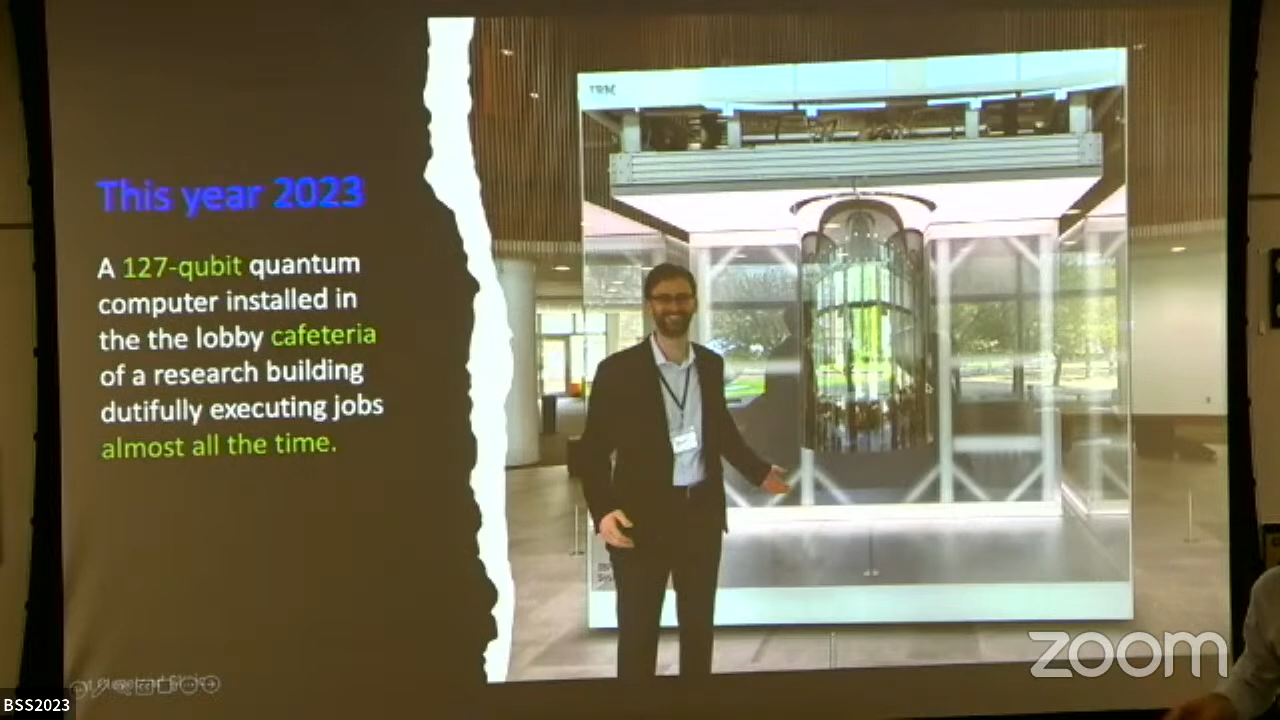 IBM
This year 2023
A 127-qubit quantum
computer installed in
the the lobby cafeteria
of a research building
dutifully executing jobs
almost all the time.
zoom
BSS2023